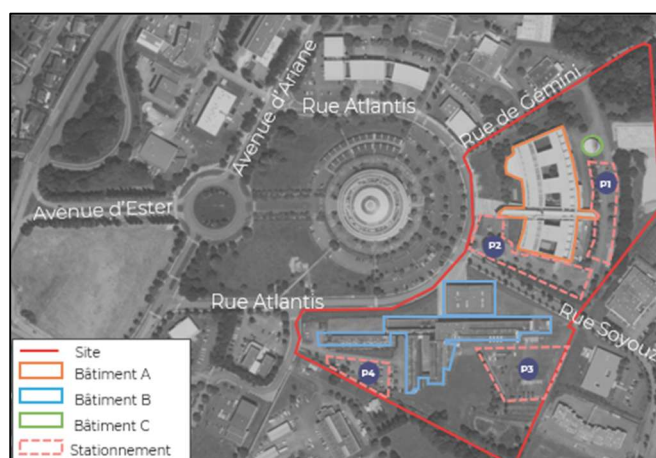 Avenue d'Ariane
Rue Atlantis
Rue de Gémini
Avenue d'Ester
P1
P2
Rue Atlantis
Rue Soyouz
P3
P4
Site
Bâtiment A
Bâtiment B
Bâtiment C
Stationnement